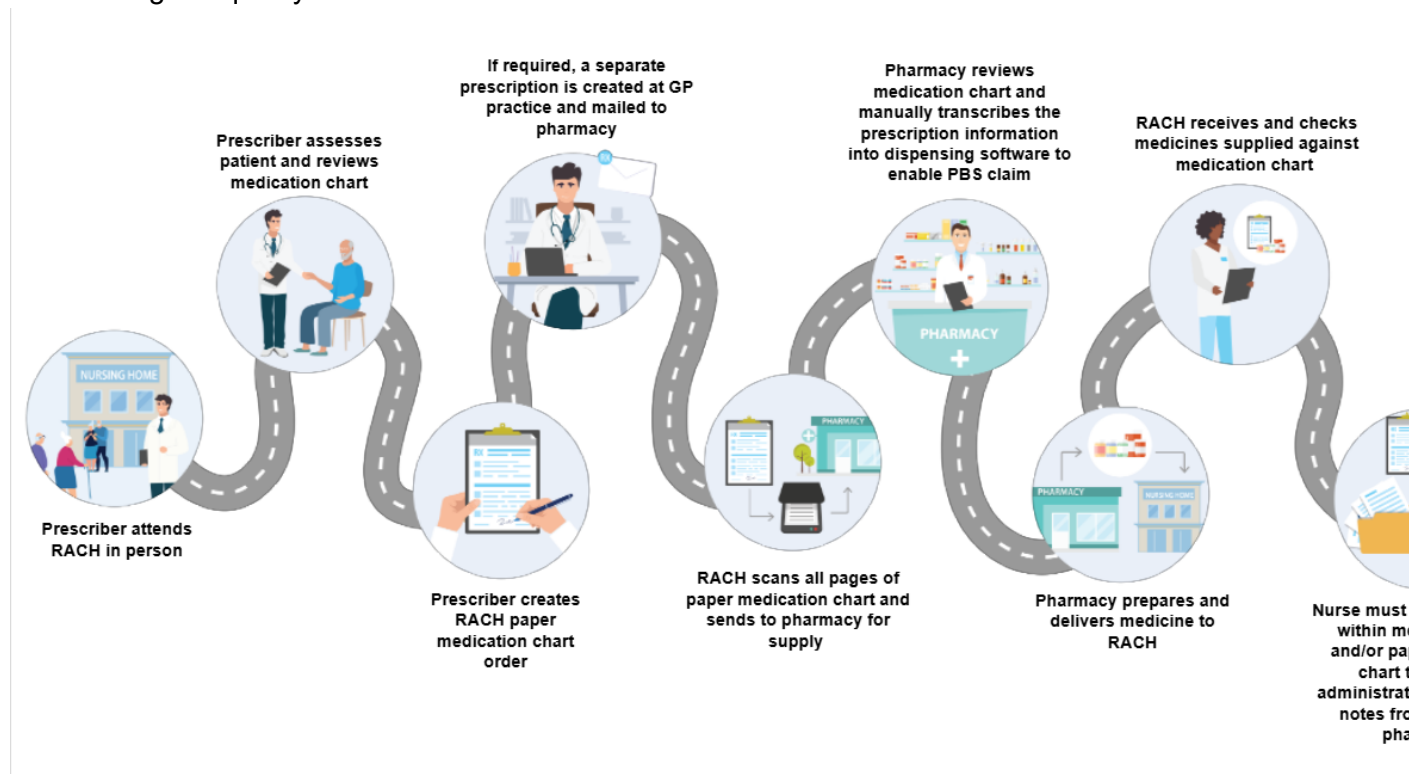 Prescriber attends
RACH in person
NURSING HOME
Prescriber assesses
patient and reviews
medication chart
Prescriber creates
RACH paper
medication chart
order
RX
If required, a separate
prescription is created at GP
practice and mailed to
pharmacy
RX
RACH scans all pages of
paper medication chart and
sends to pharmacy for
supply
PHARMACY
Pharmacy reviews
medication chart and
manually transcribes the
prescription information
into dispensing software to
enable PBS claim
PHARMACY
Pharmacy prepares and
delivers medicine to
RACH
PHARMACY
NURSING HOME
RACH receives and checks
medicines supplied against
medication chart
Nurse must
within
and/or
chart
notes